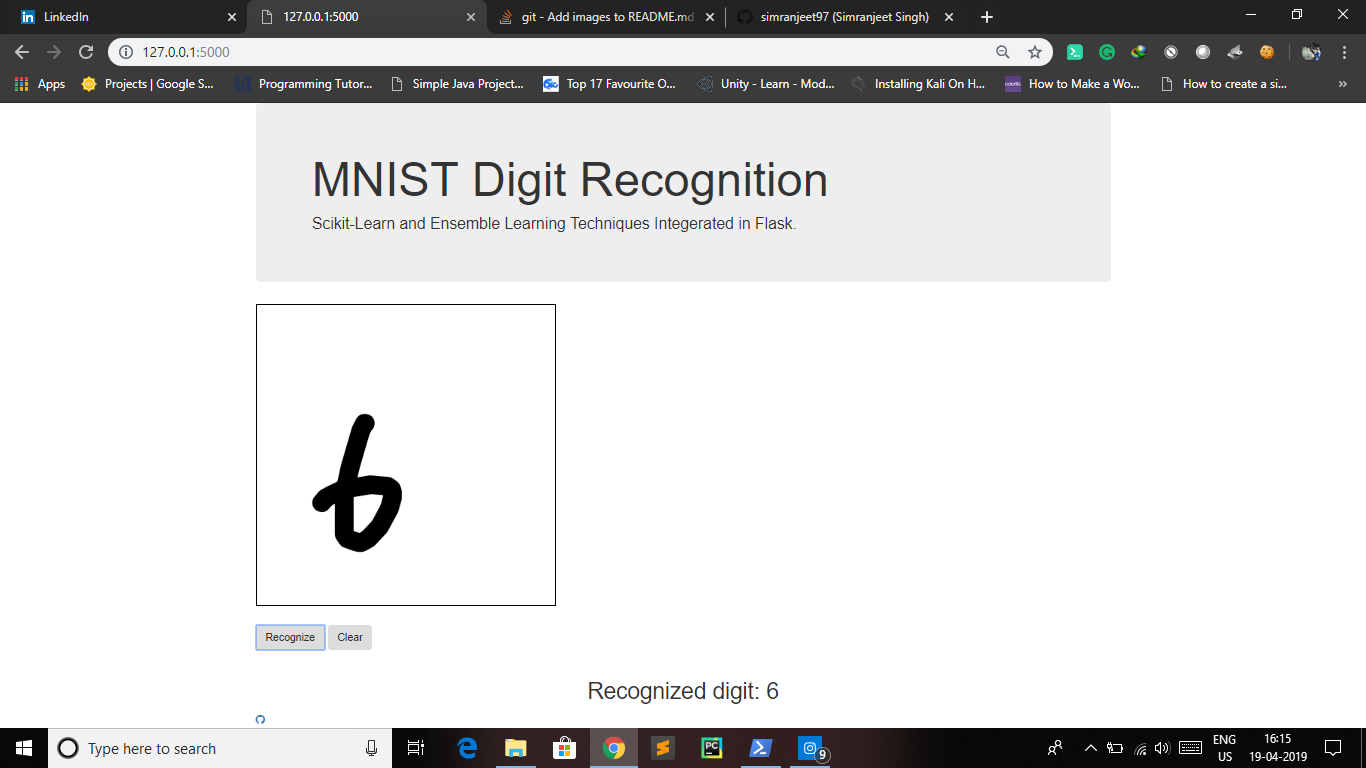 LinkedIn
127.0.0.1:5000
git - Add images to README.md
simranjeet97 (Simranjeet Singh)
127.0.0.1:5000
Apps
Projects | Google S...
Programming Tutor...
Simple Java Project...
Top 17 Favourite O...
Unity - Learn - Mod...
Installing Kali On H...
How to Make a Wo...
How to create a si...
MNIST Digit Recognition
Scikit-Learn and Ensemble Learning Techniques Integerated in Flask.
6
Recognize
Clear
Recognized digit: 6
Type here to search
9
ENG
US
16:15
19-04-2019